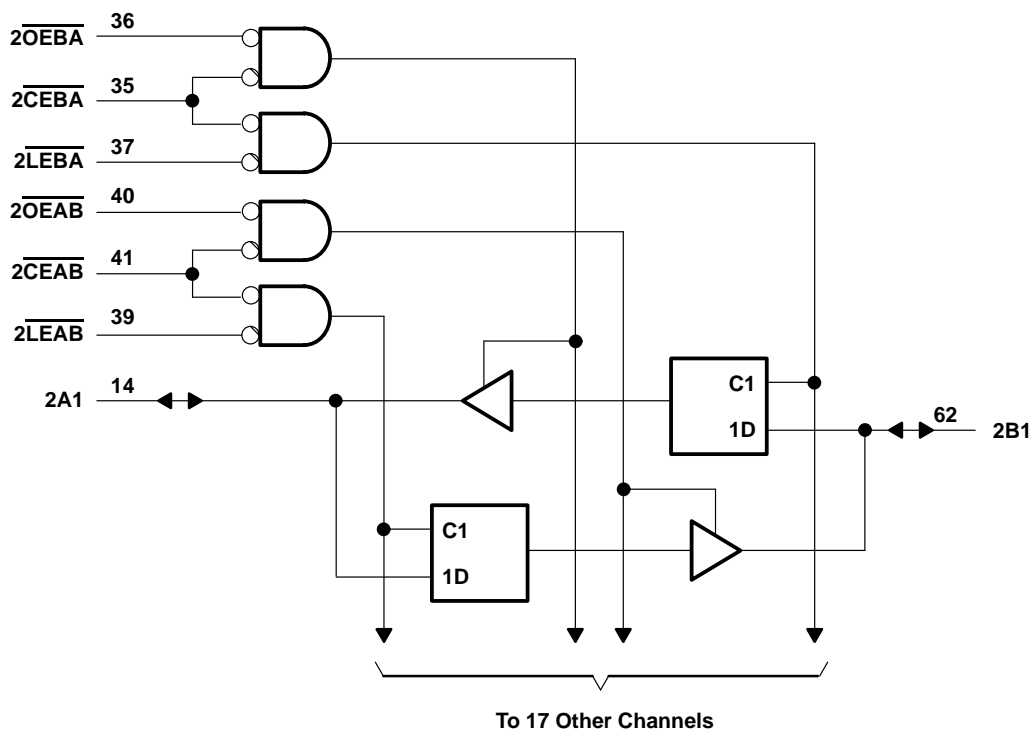 2OEBA 36
2CEBA 35
2LEBA 37
2OEAB 40
2CEAB 41
2LEAB 39
2A1 14
C1
1D
62 2B1
C1
1D
To 17 Other Channels